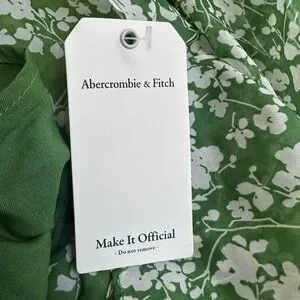 Abercrombie & Fitch
Make It Official
- Do not remove -